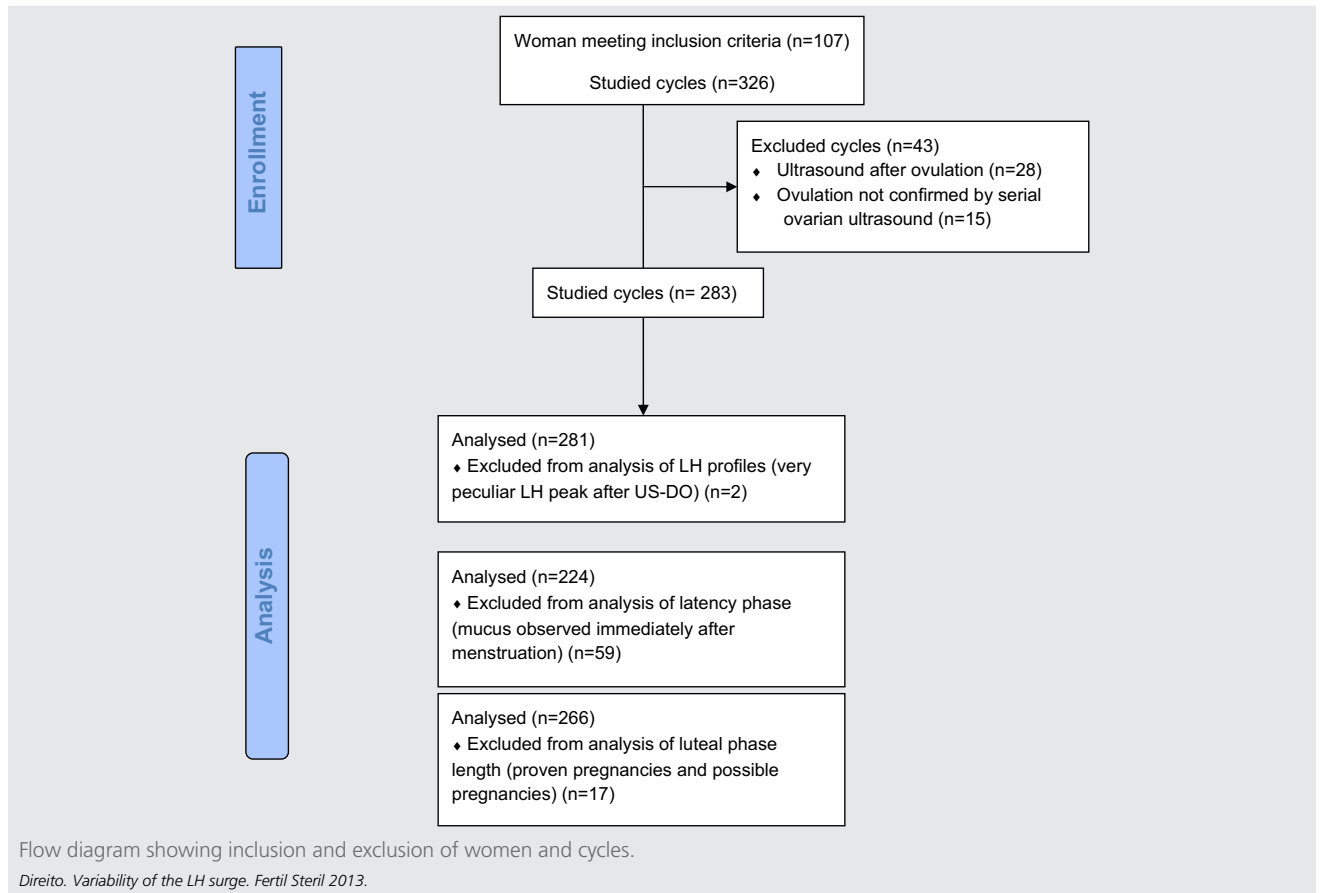 Enrollment
Woman meeting inclusion criteria (n=107)
Studied cycles (n=326)
Excluded cycles (n=43)
♦ Ultrasound after ovulation (n=28)
♦ Ovulation not confirmed by serial
ovarian ultrasound (n=15)
Studied cycles (n= 283)
Analysis
Analysed (n=281)
♦ Excluded from analysis of LH profiles (very
peculiar LH peak after US-DO) (n=2)
Analysed (n=224)
♦ Excluded from analysis of latency phase
(mucus observed immediately after
menstruation) (n=59)
Analysed (n=266)
♦ Excluded from analysis of luteal phase
length (proven pregnancies and possible
pregnancies) (n=17)
Flow diagram showing inclusion and exclusion of women and cycles.
Direito. Variability of the LH surge. Fertil Steril 2013.